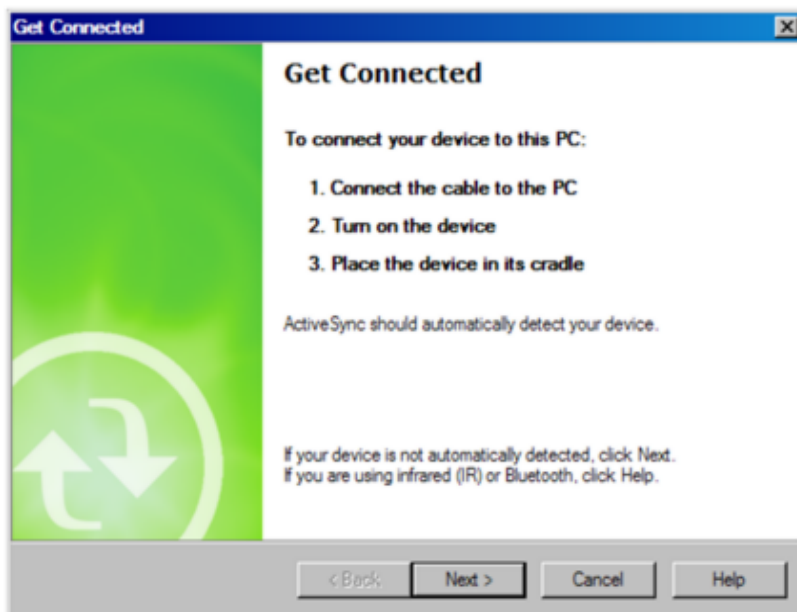 Get Connected
Get Connected
To connect your device to this PC:
1. Connect the cable to the PC
2. Turn on the device
3. Place the device in its cradle
ActiveSync should automatically detect your device.
If your device is not automatically detected, click Next.
If you are using infrared (IR) or Bluetooth, click Help.
< Back Next > Cancel Help